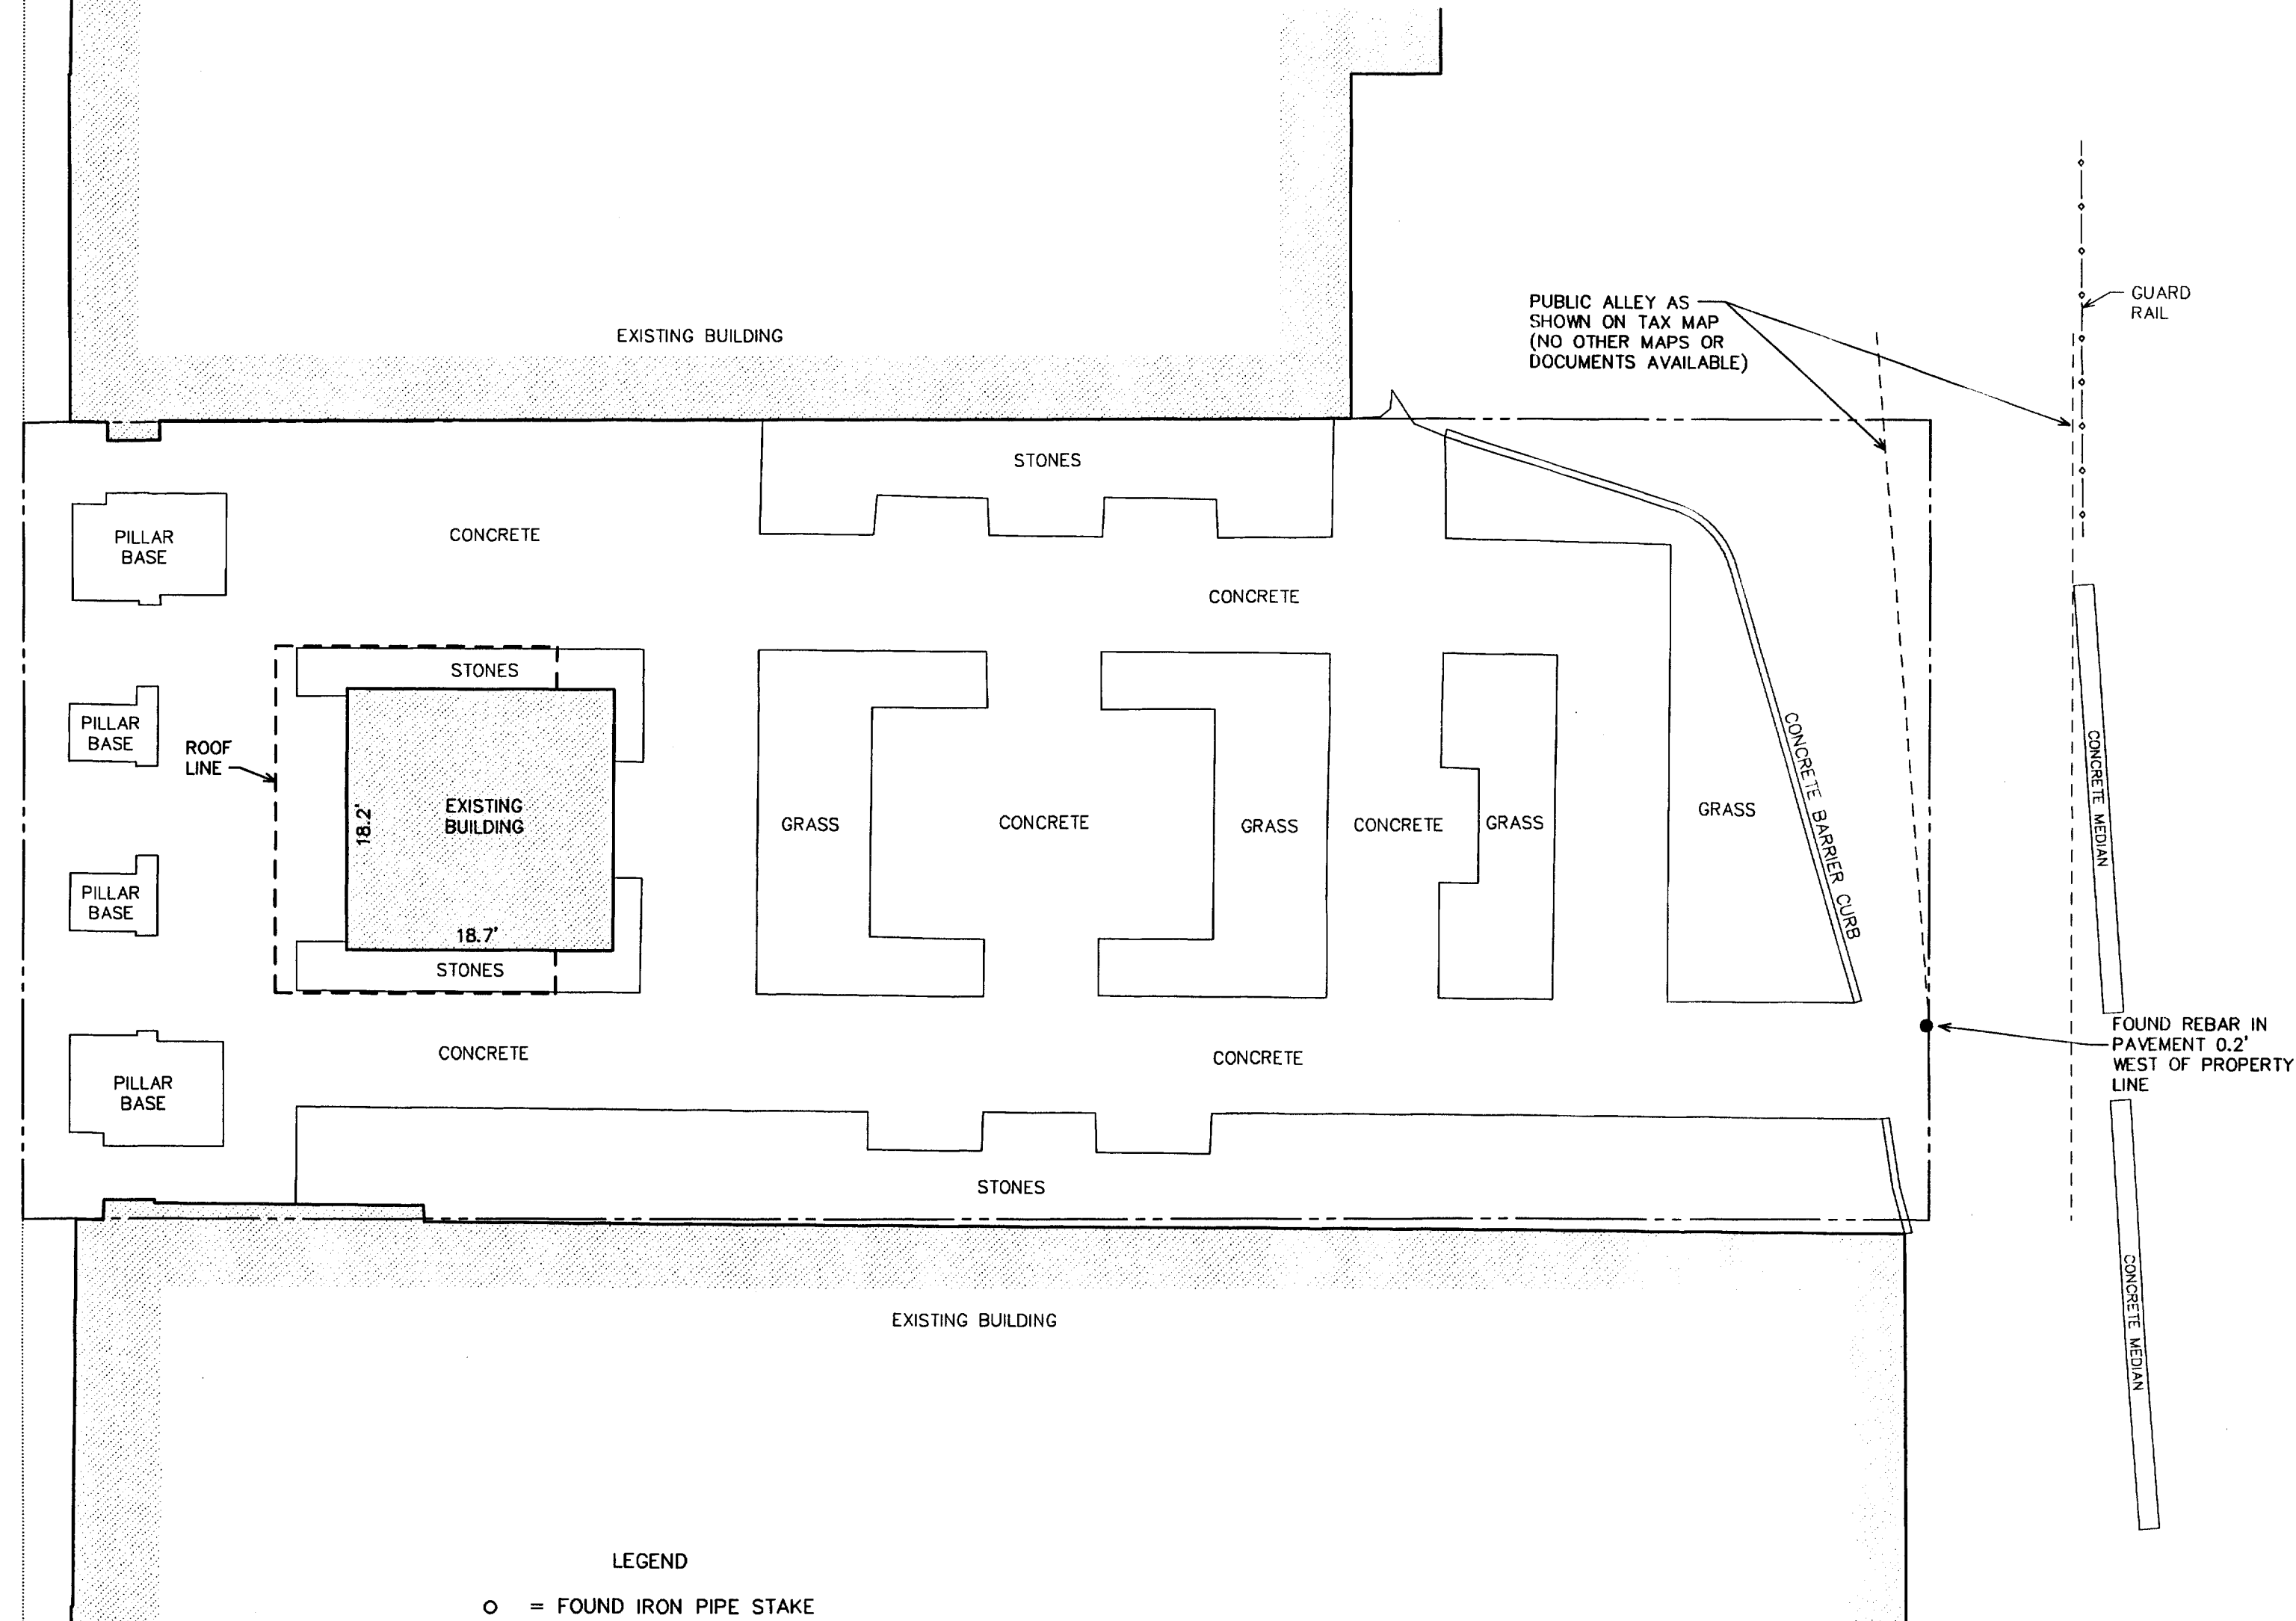 EXISTING BUILDING
PUBLIC ALLEY AS
SHOWN ON TAX MAP
(NO OTHER MAPS OR
DOCUMENTS AVAILABLE)
GUARD
RAIL
STONES
PILLAR
BASE
CONCRETE
CONCRETE
STONES
PILLAR
BASE
ROOF
LINE
EXISTING
BUILDING
18.2'
18.7'
STONES
GRASS
CONCRETE
GRASS
CONCRETE
GRASS
GRASS
CONCRETE BARRIER CURB
CONCRETE MEDIAN
PILLAR
BASE
FOUND REBAR IN
PAVEMENT 0.2'
WEST OF PROPERTY
LINE
CONCRETE
CONCRETE
PILLAR
BASE
STONES
CONCRETE MEDIAN
EXISTING BUILDING
LEGEND
O = FOUND IRON PIPE STAKE